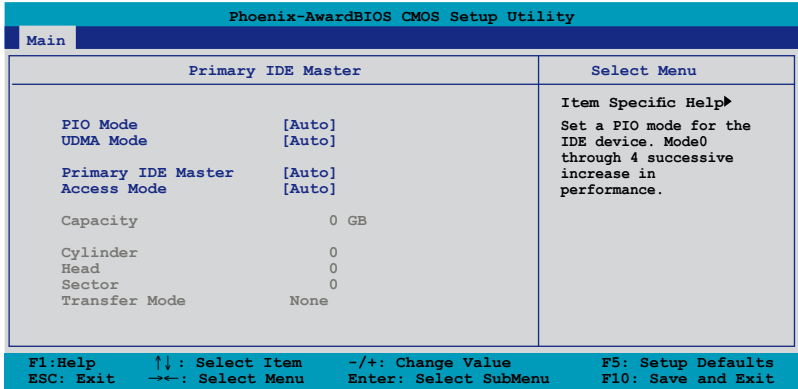 Phoenix-AwardBIOS CMOS Setup Utility
Main
Primary IDE Master
Select Menu
PIO Mode [Auto]
UDMA Mode [Auto]
Primary IDE Master [Auto]
Access Mode [Auto]
Capacity 0 GB
Cylinder 0
Head 0
Sector 0
Transfer Mode None
Item Specific Help▶
Set a PIO mode for the
IDE device. Mode0
through 4 successive
increase in
performance.
F1:Help ↑↓: Select Item -/+: Change Value F5: Setup Defaults
ESC: Exit →←: Select Menu Enter: Select SubMenu F10: Save and Exit